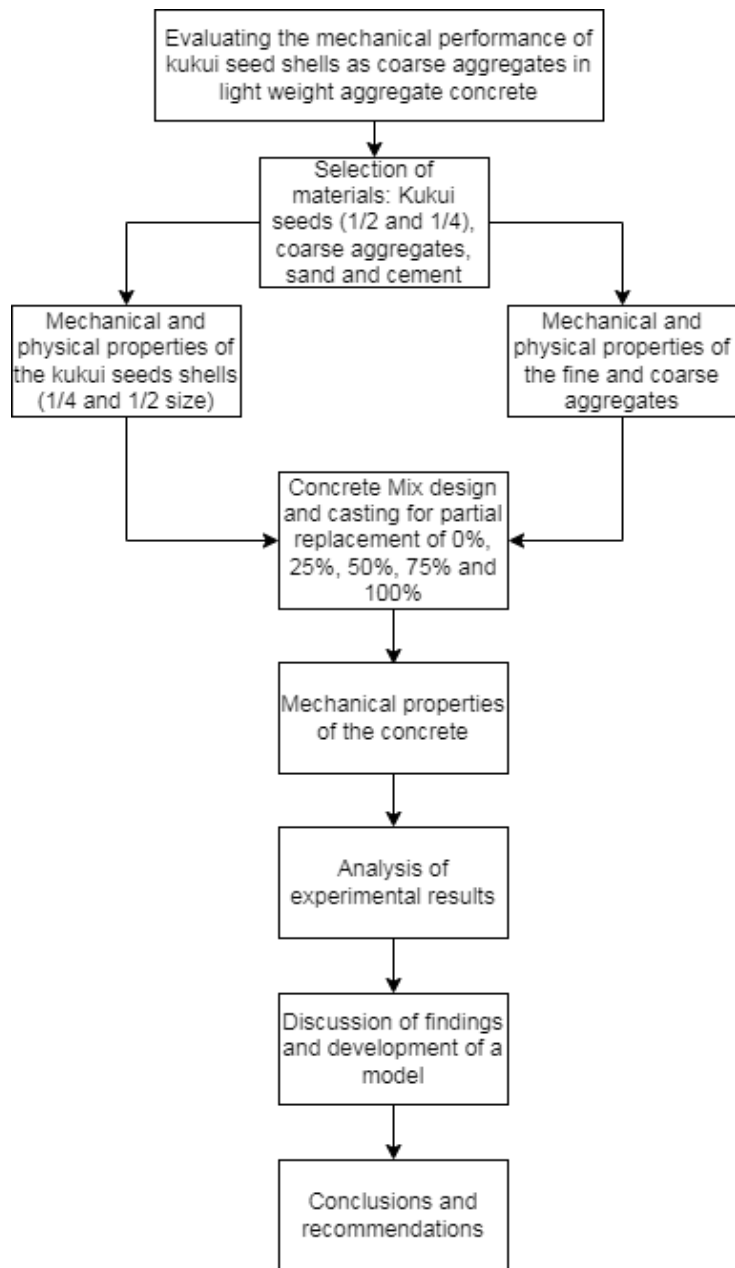 Evaluating the mechanical performance of
kukui seed shells as coarse aggregates in
light weight aggregate concrete
Selection of
materials: Kukui
seeds (1/2 and 1/4),
coarse aggregates,
sand and cement
Mechanical and
physical properties of
the kukui seeds shells
(1/4 and 1/2 size)
Mechanical and
physical properties of
the fine and coarse
aggregates
Concrete Mix design
and casting for partial
replacement of 0%,
25%, 50%, 75% and
100%
Mechanical properties
of the concrete
Analysis of
experimental results
Discussion of findings
and development of a
model
Conclusions and
recommendations